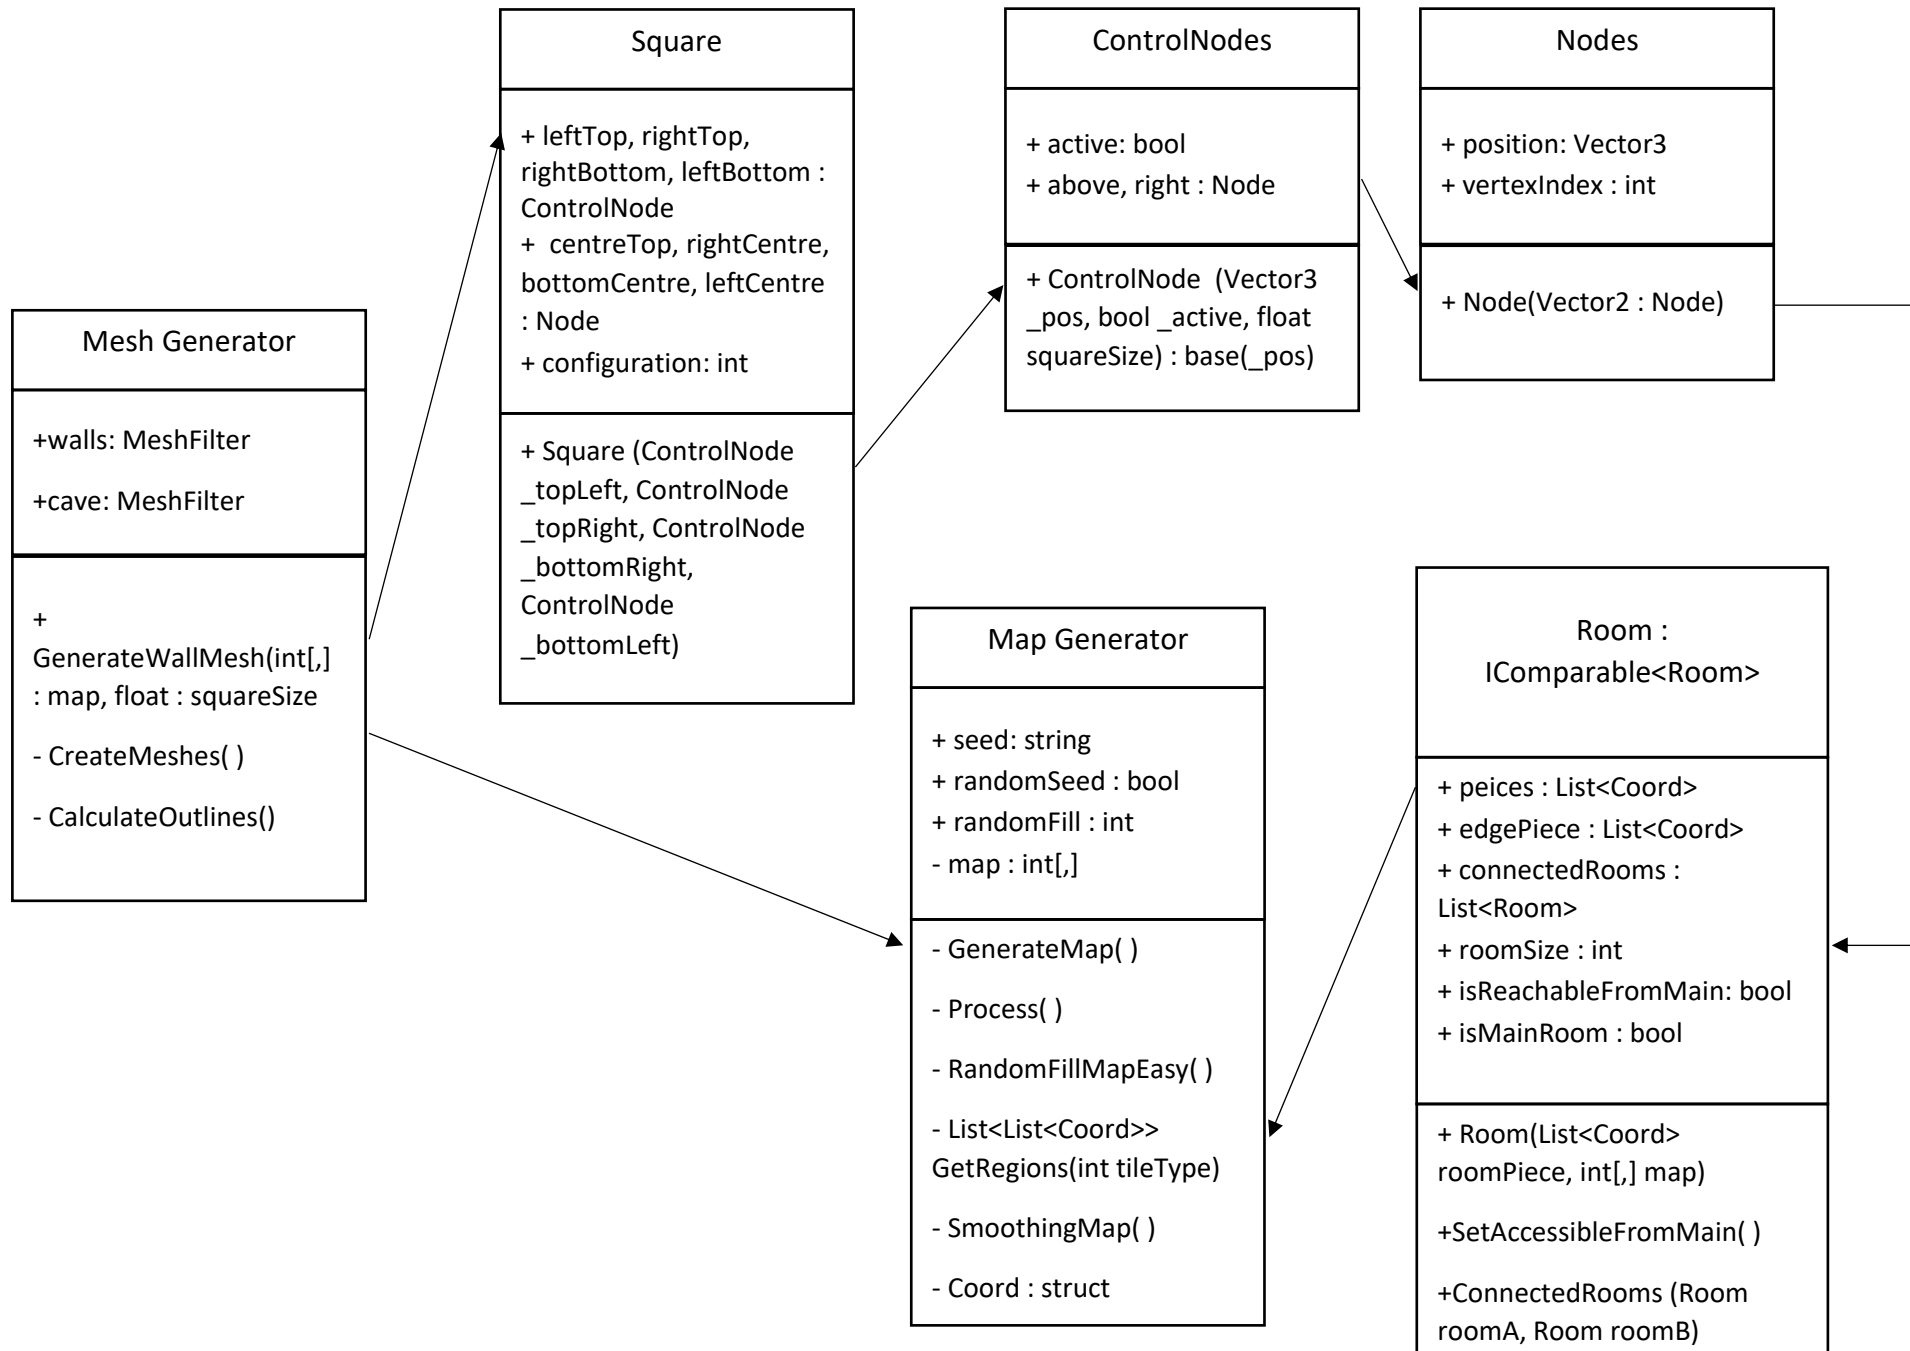 Mesh Generator
+walls: MeshFilter
+cave: MeshFilter
+
GenerateWallMesh(int[,]
: map, float : squareSize
- CreateMeshes( )
- CalculateOutlines()
Square
+ leftTop, rightTop,
rightBottom, leftBottom :
ControlNode
+  centreTop, rightCentre,
bottomCentre, leftCentre
: Node
+ configuration: int
+ Square (ControlNode
_topLeft, ControlNode
_topRight, ControlNode
_bottomRight,
ControlNode
_bottomLeft)
ControlNodes
+ active: bool
+ above, right : Node
+ ControlNode  (Vector3
_pos, bool _active, float
squareSize) : base(_pos)
Nodes
+ position: Vector3
+ vertexIndex : int
+ Node(Vector2 : Node)
Map Generator
+ seed: string
+ randomSeed : bool
+ randomFill : int
- map : int[,]
- GenerateMap( )
- Process( )
- RandomFillMapEasy( )
- List<List<Coord>>
GetRegions(int tileType)
- SmoothingMap( )
- Coord : struct
Room :
IComparable<Room>
+ peices : List<Coord>
+ edgePiece : List<Coord>
+ connectedRooms :
List<Room>
+ roomSize : int
+ isReachableFromMain: bool
+ isMainRoom : bool
+ Room(List<Coord>
roomPiece, int[,] map)
+SetAccessibleFromMain( )
+ConnectedRooms (Room
roomA, Room roomB)